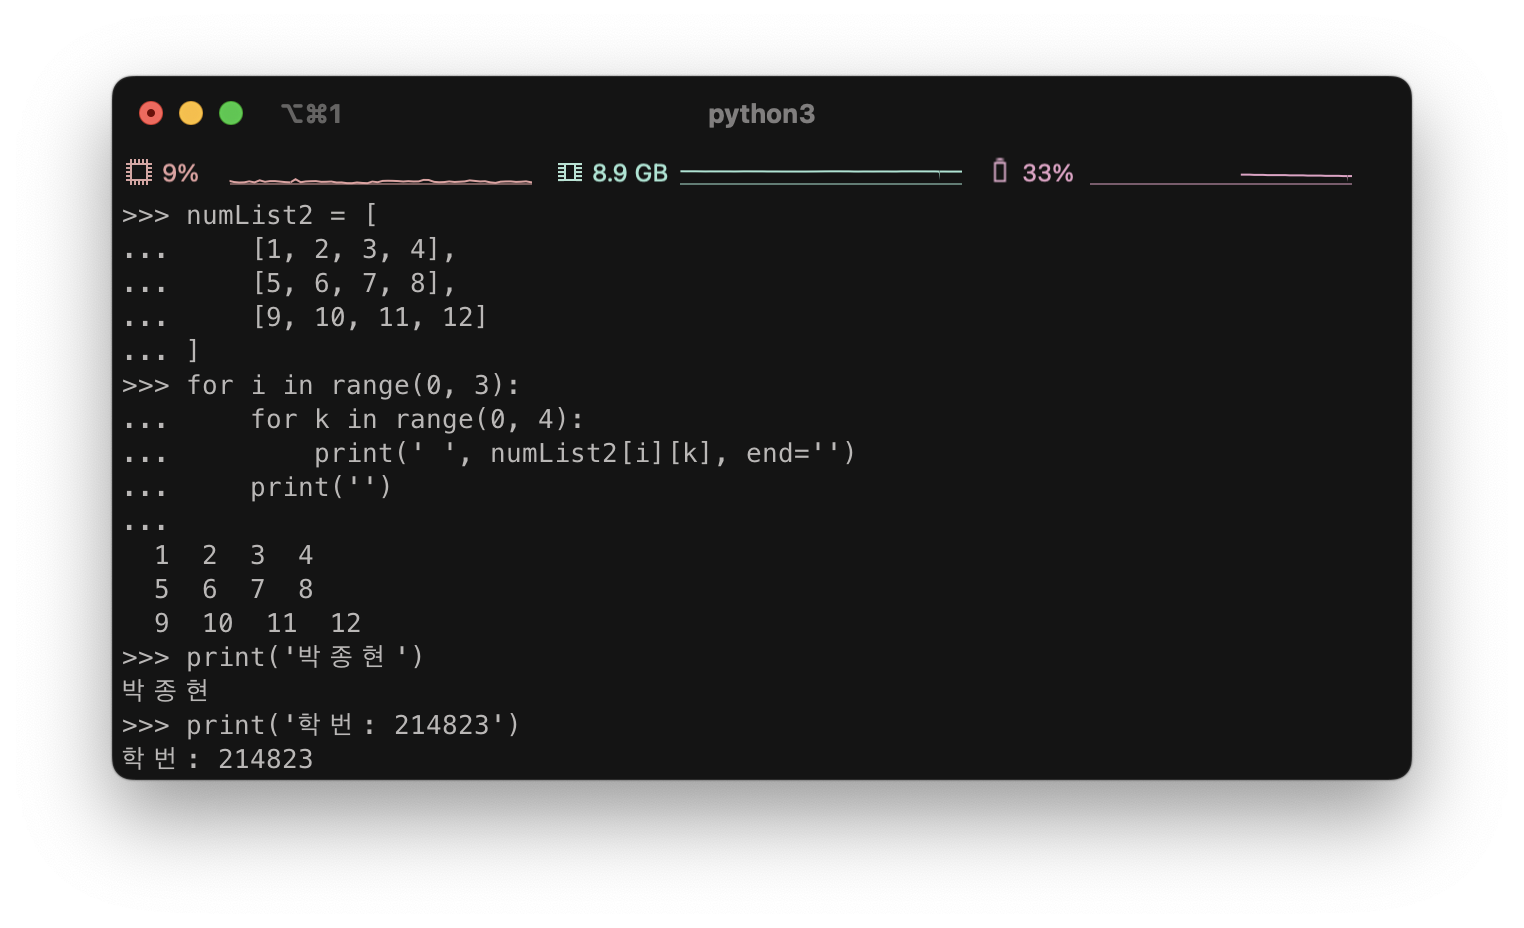 ⌥⌘1 python3
9% 8.9 GB 33%
>>> numList2 = [
...     [1, 2, 3, 4],
...     [5, 6, 7, 8],
...     [9, 10, 11, 12]
... ]
>>> for i in range(0, 3):
...     for k in range(0, 4):
...         print(' ', numList2[i][k], end='')
...     print('')
...
  1  2  3  4
  5  6  7  8
  9  10  11  12
>>> print('박종현')
박종현
>>> print('학번: 214823')
학번: 214823